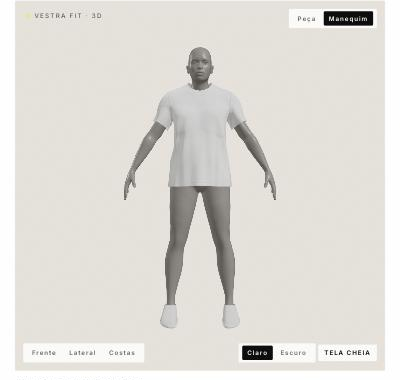 VESTRA FIT · 3D
Peça Manequim
Frente Lateral Costas
Claro Escuro TELA CHEIA